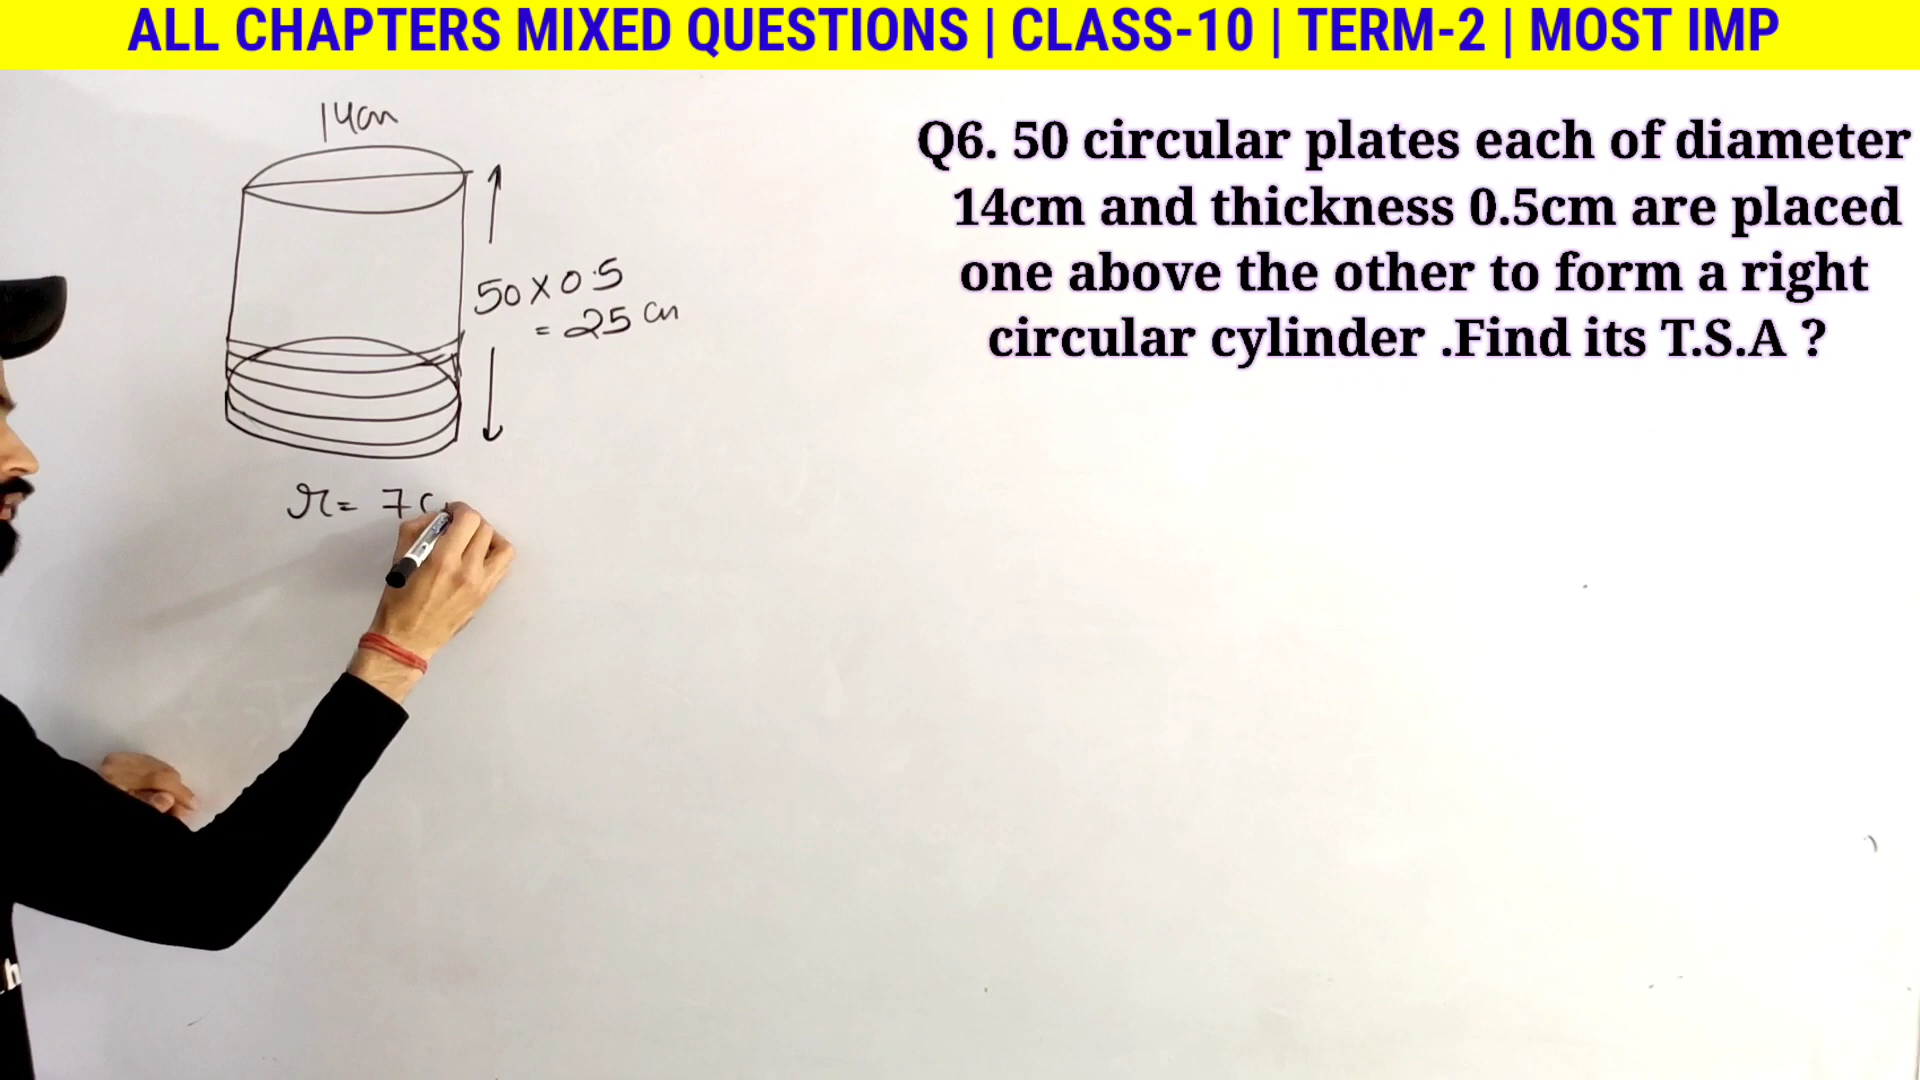 ALL CHAPTERS MIXED QUESTIONS | CLASS-10 | TERM-2 | MOST IMP
14cm
Q6. 50 circular plates each of diameter
14cm and thickness 0.5cm are placed
one above the other to form a right
circular cylinder .Find its T.S.A ?
50 x 0.5
= 25 cm
r = 7c